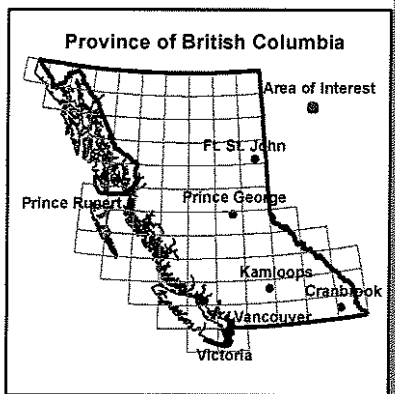 Province of British Columbia
Area of Interest
Ft. St. John
Prince George
Prince Rupert
Kamloops
Cranbrook
Vancouver
Victoria